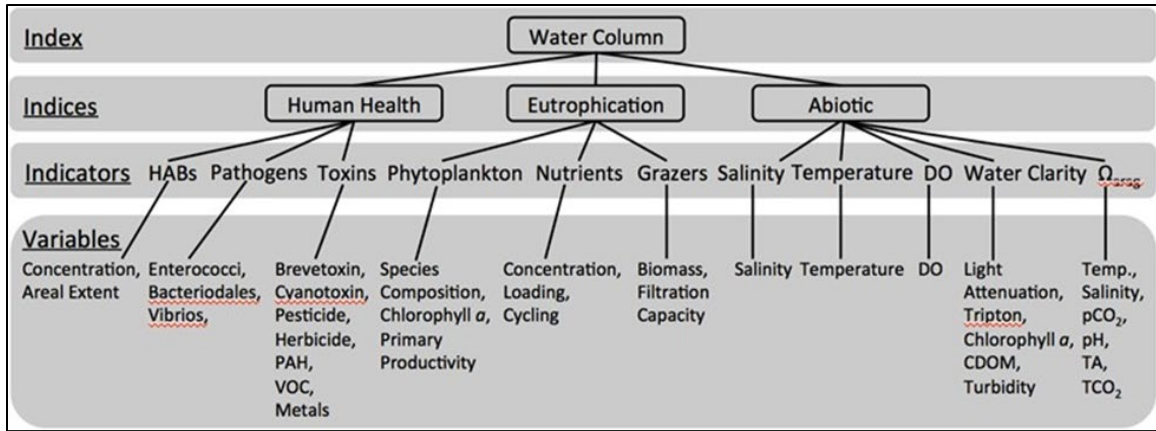 Index
Water Column
Indices
Human Health
Eutrophication
Abiotic
Indicators HABs Pathogens Toxins Phytoplankton Nutrients Grazers Salinity Temperature DO Water Clarity Ωarag
Variables
Concentration,
Areal Extent
Enterococci,
Bacteriodales,
Vibrios,
Brevetoxin,
Cyanotoxin,
Pesticide,
Herbicide,
PAH,
VOC,
Metals
Species
Composition,
Chlorophyll a,
Primary
Productivity
Concentration,
Loading,
Cycling
Biomass,
Filtration
Capacity
Salinity
Temperature
DO
Light
Attenuation,
Tripton,
Chlorophyll a,
CDOM,
Turbidity
Temp.,
Salinity,
pCO₂,
pH,
TA,
TCO₂